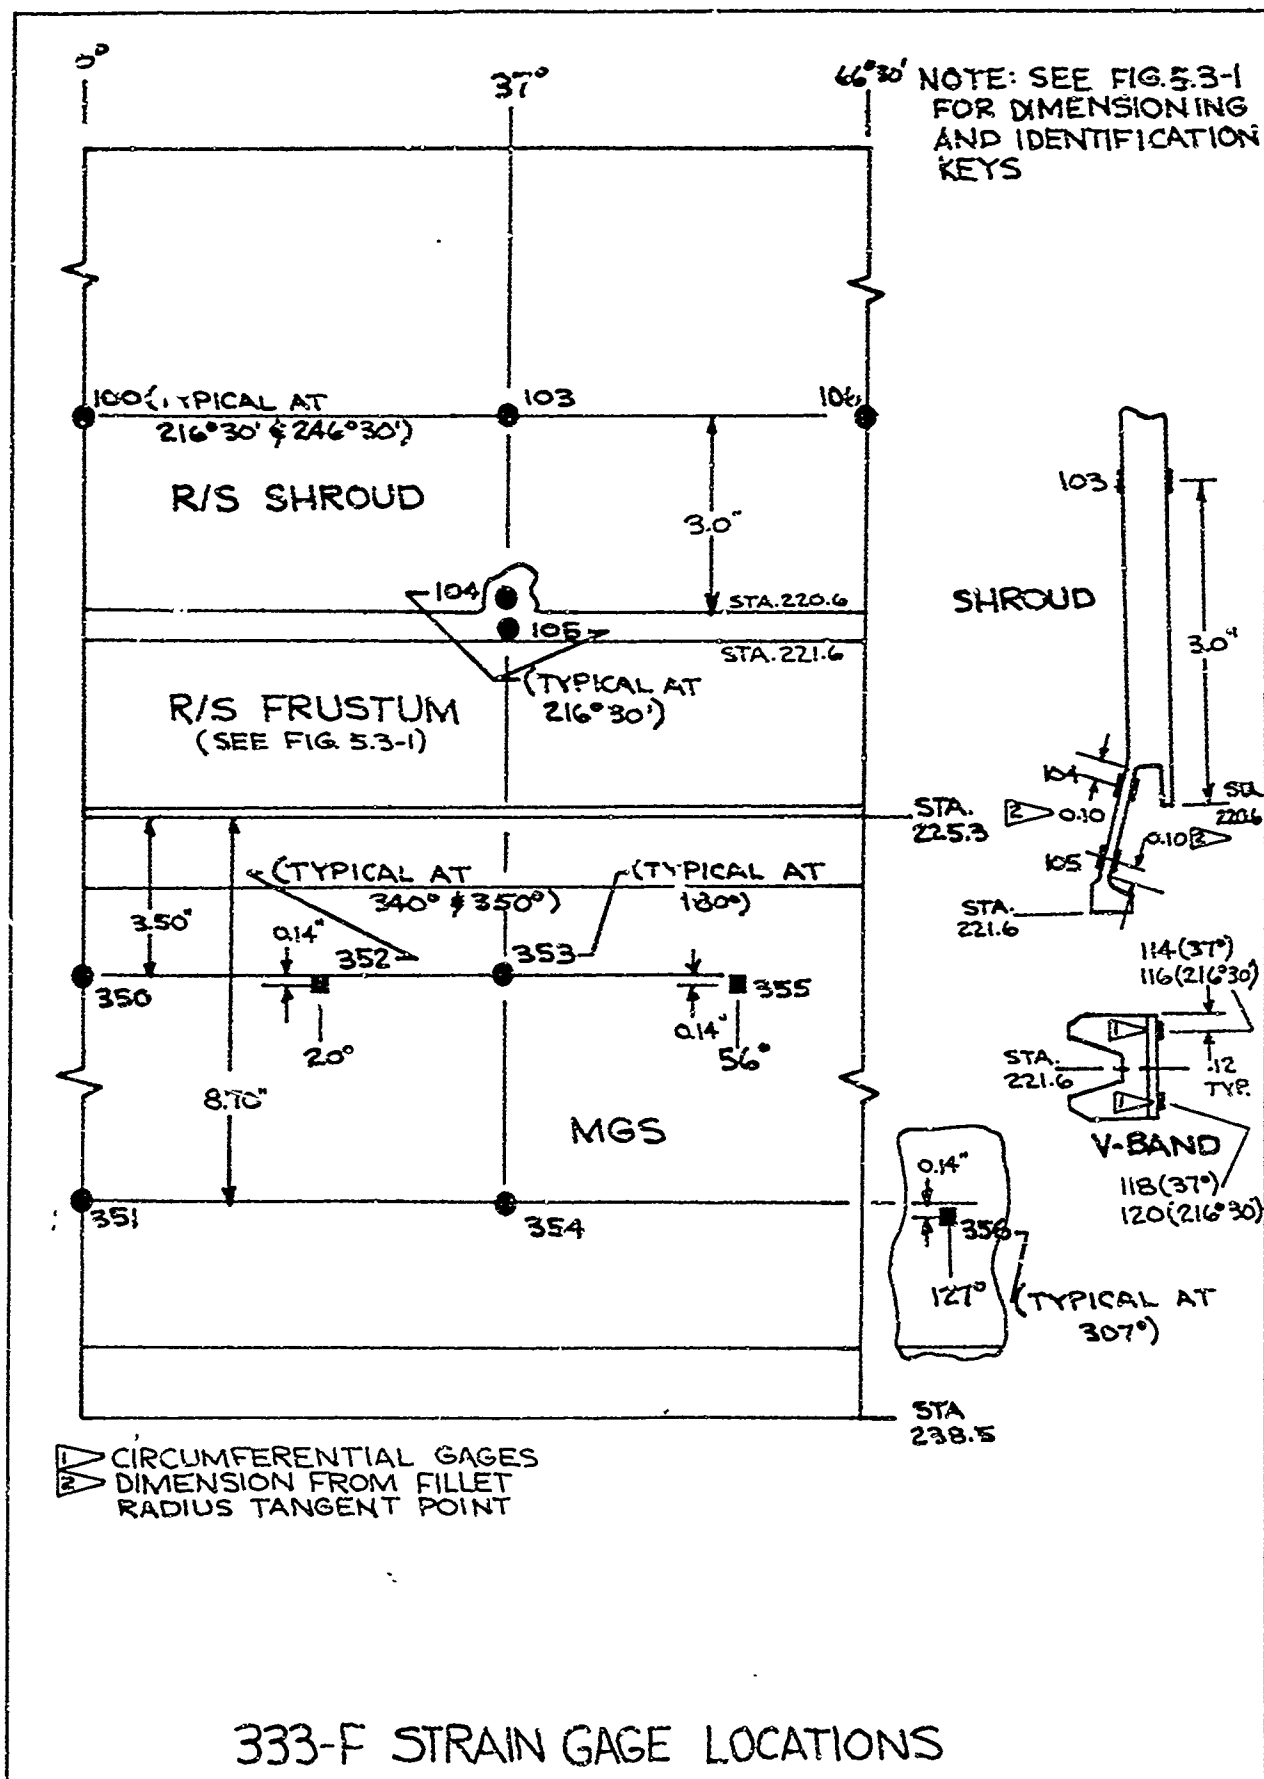 0°
37°
66°30'
NOTE: SEE FIG. 5.3-1
FOR DIMENSIONING
AND IDENTIFICATION
KEYS
100 (TYPICAL AT
216°30' & 246°30')
103
106
R/S SHROUD
3.0"
104
STA. 220.6
105
STA. 221.6
(TYPICAL AT
216°30')
R/S FRUSTUM
(SEE FIG. 5.3-1)
STA.
225.3
(TYPICAL AT
340° & 350°)
(TYPICAL AT
180°)
3.50"
0.14"
352
353
350
355
0.14"
20°
56°
8.70"
MGS
351
354
0.14"
356
127°
(TYPICAL AT
307°)
STA
238.5
103
SHROUD
3.0"
104
2
0.10
STA
220.6
0.10 2
105
STA.
221.6
114 (37°)
116 (216°30')
1
STA.
221.6
.12
TYP.
1
V-BAND
118 (37°)
120 (216°30')
1 CIRCUMFERENTIAL GAGES
2 DIMENSION FROM FILLET
RADIUS TANGENT POINT
333-F STRAIN GAGE LOCATIONS